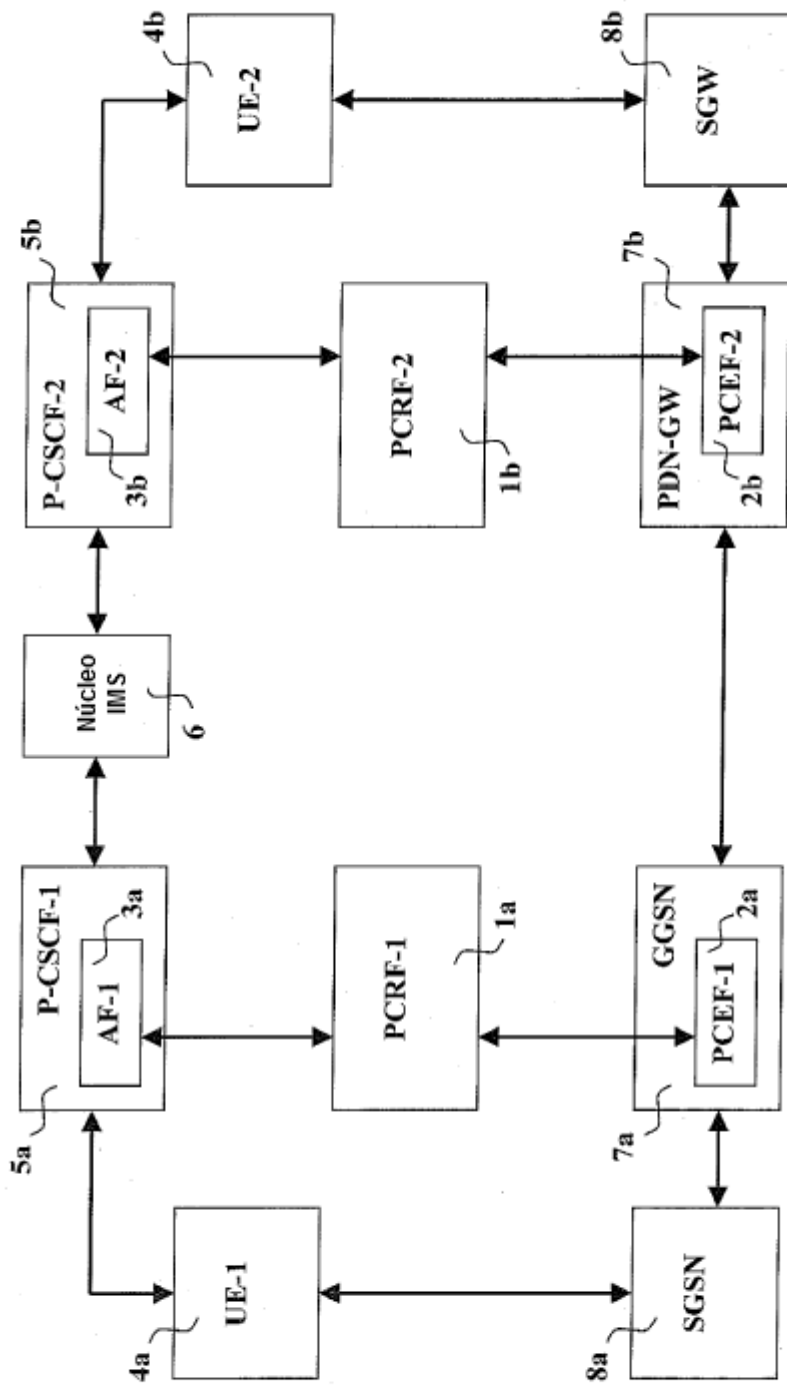 5a
P-CSCF-1
AF-1
3a
Núcleo
IMS
6
P-CSCF-2
5b
3b
AF-2
4a
UE-1
PCRF-1
1a
PCRF-2
1b
UE-2
4b
8a
SGSN
7a
GGSN
PCEF-1
2a
PDN-GW
7b
2b
PCEF-2
SGW
8b